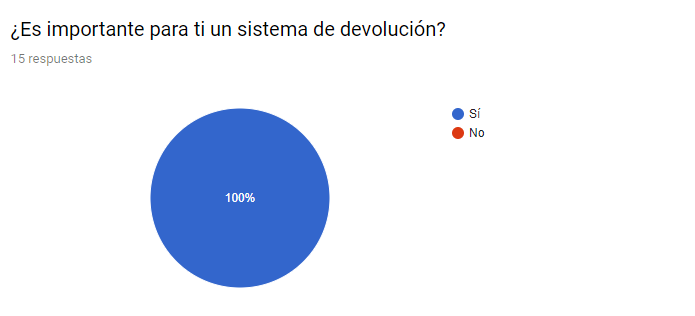 ¿Es importante para ti un sistema de devolución?
15 respuestas
Sí
No
100%